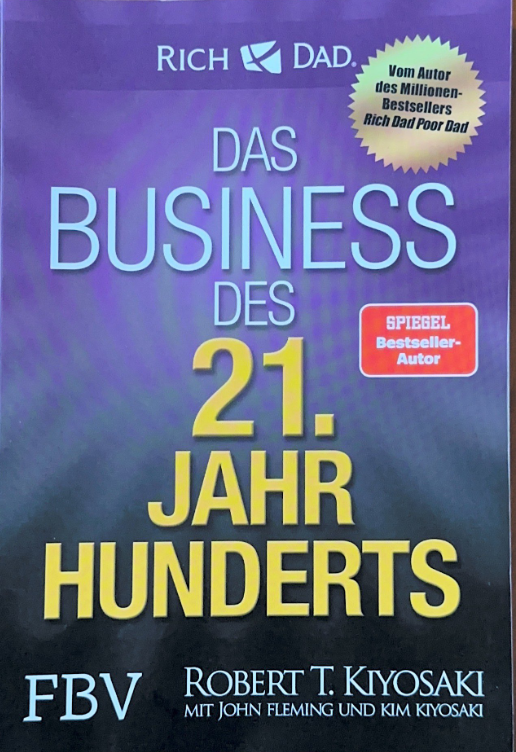 RICH DAD®
Vom Autor
des Millionen-
Bestsellers
Rich Dad Poor Dad
DAS
BUSINESS
DES
21.
JAHR
HUNDERTS
SPIEGEL
Bestseller-
Autor
FBV
ROBERT T. KIYOSAKI
MIT JOHN FLEMING UND KIM KIYOSAKI